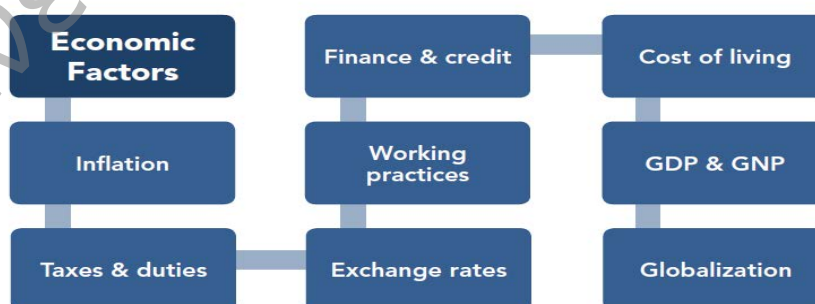 Economic
Factors
Finance & credit
Cost of living
Inflation
Working
practices
GDP & GNP
Taxes & duties
Exchange rates
Globalization